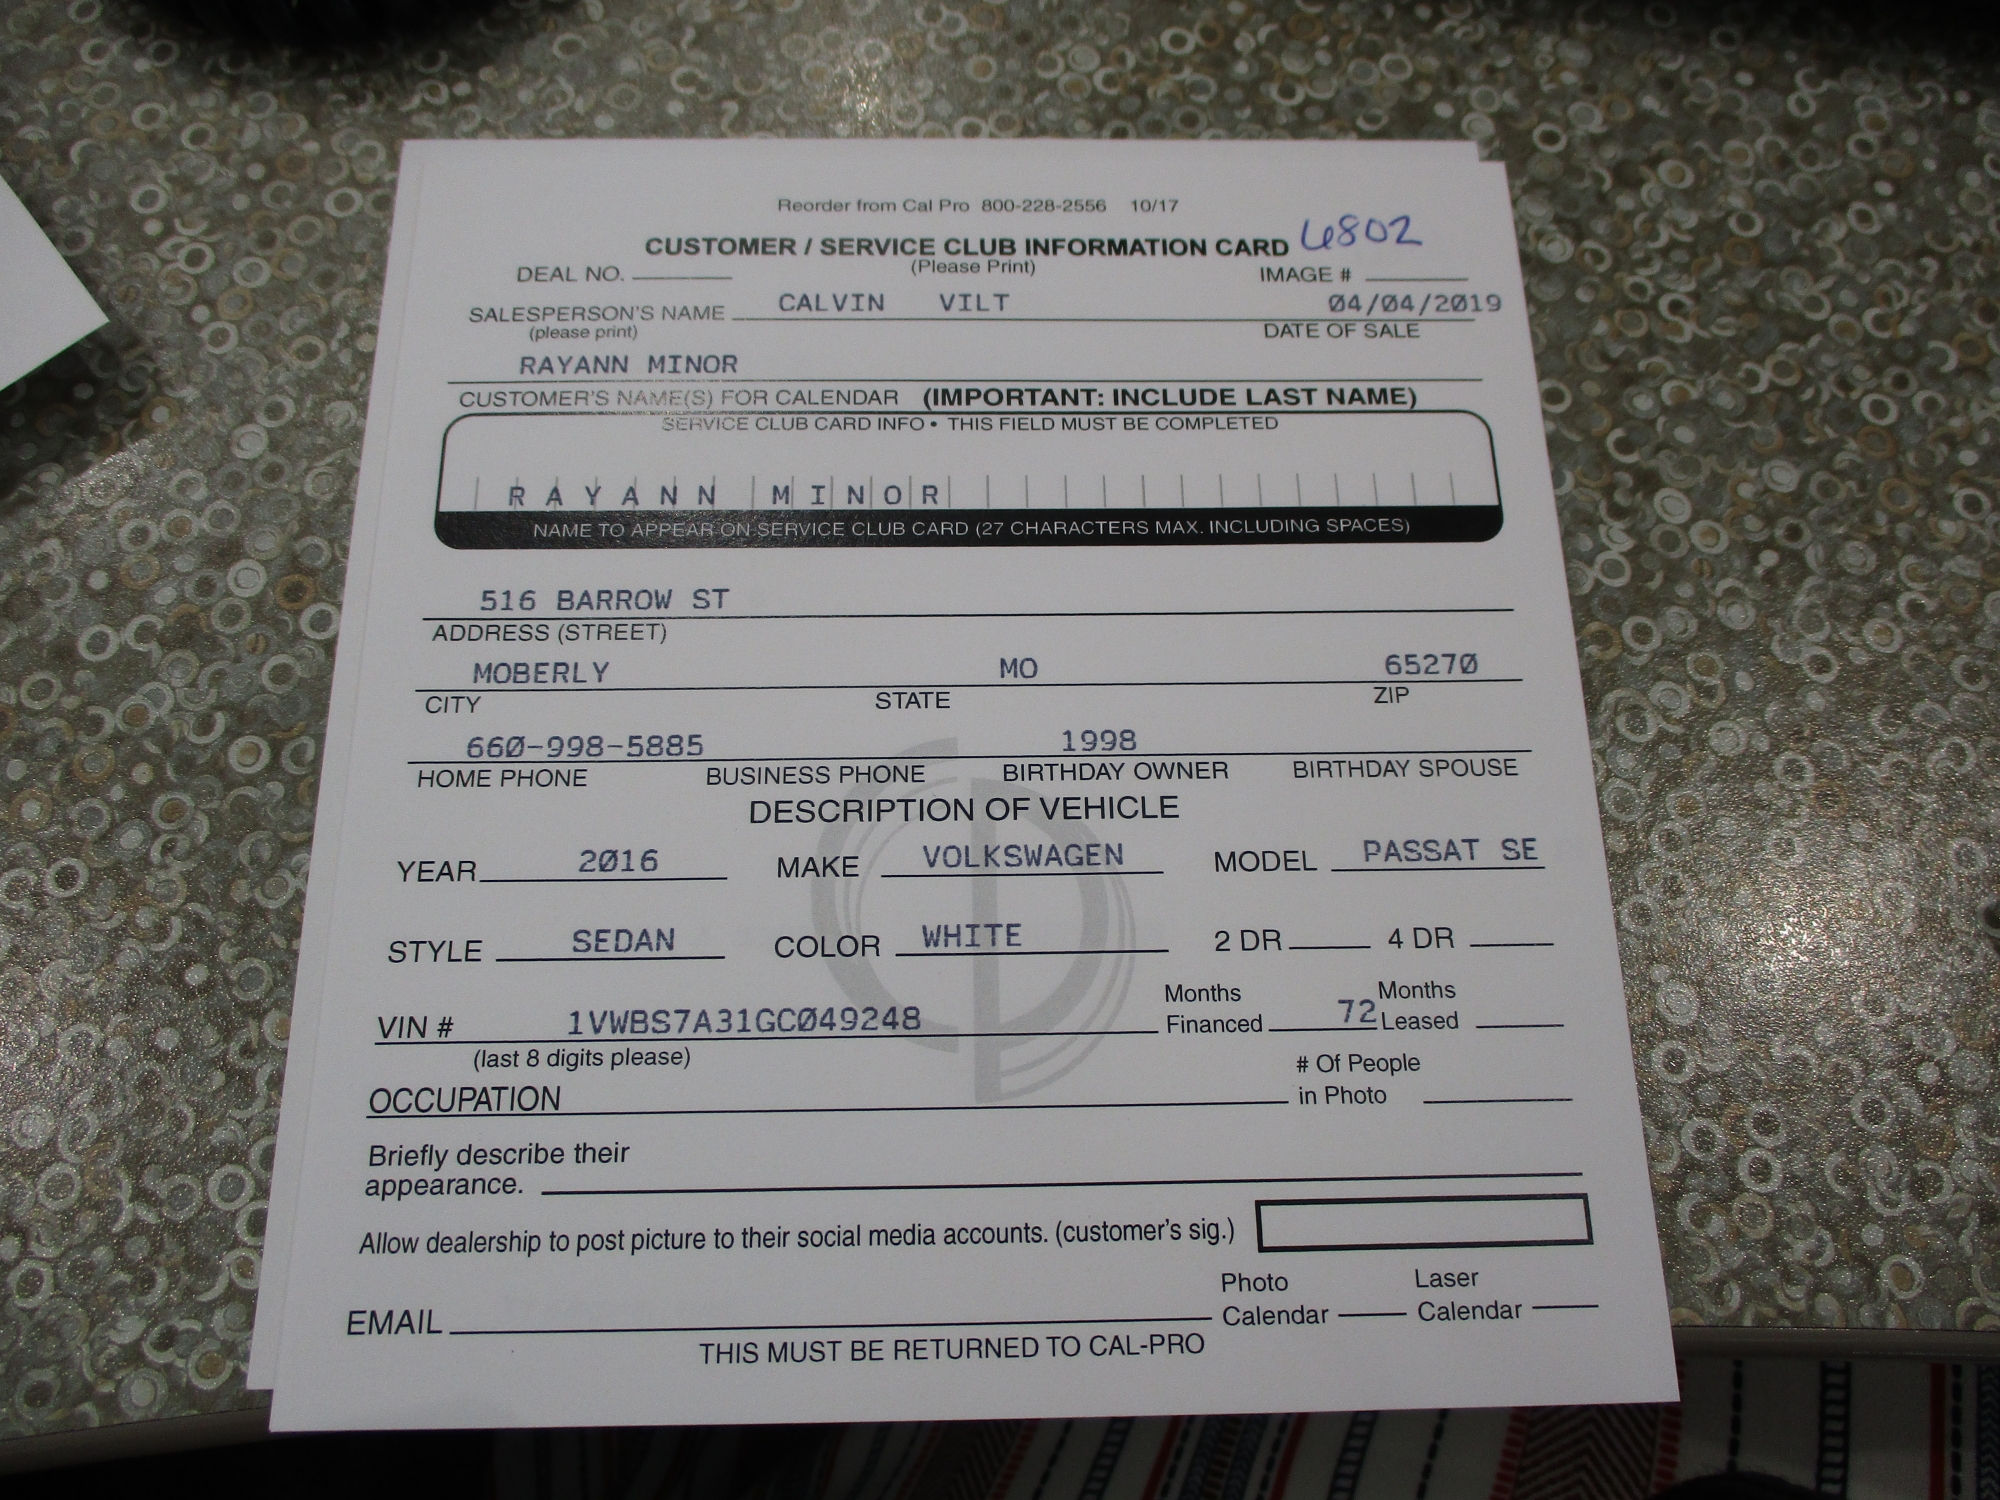 Reorder from Cal Pro 800-228-2556 10/17
CUSTOMER / SERVICE CLUB INFORMATION CARD 6802
(Please Print)
DEAL NO. IMAGE #
SALESPERSON'S NAME CALVIN VILT 04/04/2019
(please print) DATE OF SALE
RAYANN MINOR
CUSTOMER'S NAME(S) FOR CALENDAR (IMPORTANT: INCLUDE LAST NAME)
SERVICE CLUB CARD INFO • THIS FIELD MUST BE COMPLETED
RAYANN MINOR
NAME TO APPEAR ON SERVICE CLUB CARD (27 CHARACTERS MAX. INCLUDING SPACES)
516 BARROW ST
ADDRESS (STREET)
MOBERLY MO 65270
CITY STATE ZIP
660-998-5885 1998
HOME PHONE BUSINESS PHONE BIRTHDAY OWNER BIRTHDAY SPOUSE
DESCRIPTION OF VEHICLE
YEAR 2016 MAKE VOLKSWAGEN MODEL PASSAT SE
STYLE SEDAN COLOR WHITE 2 DR 4 DR
VIN # 1VWBS7A31GC049248 Months Financed 72 Months Leased
(last 8 digits please)
OCCUPATION # Of People in Photo
Briefly describe their
appearance.
Allow dealership to post picture to their social media accounts. (customer's sig.)
EMAIL Photo Calendar Laser Calendar
THIS MUST BE RETURNED TO CAL-PRO